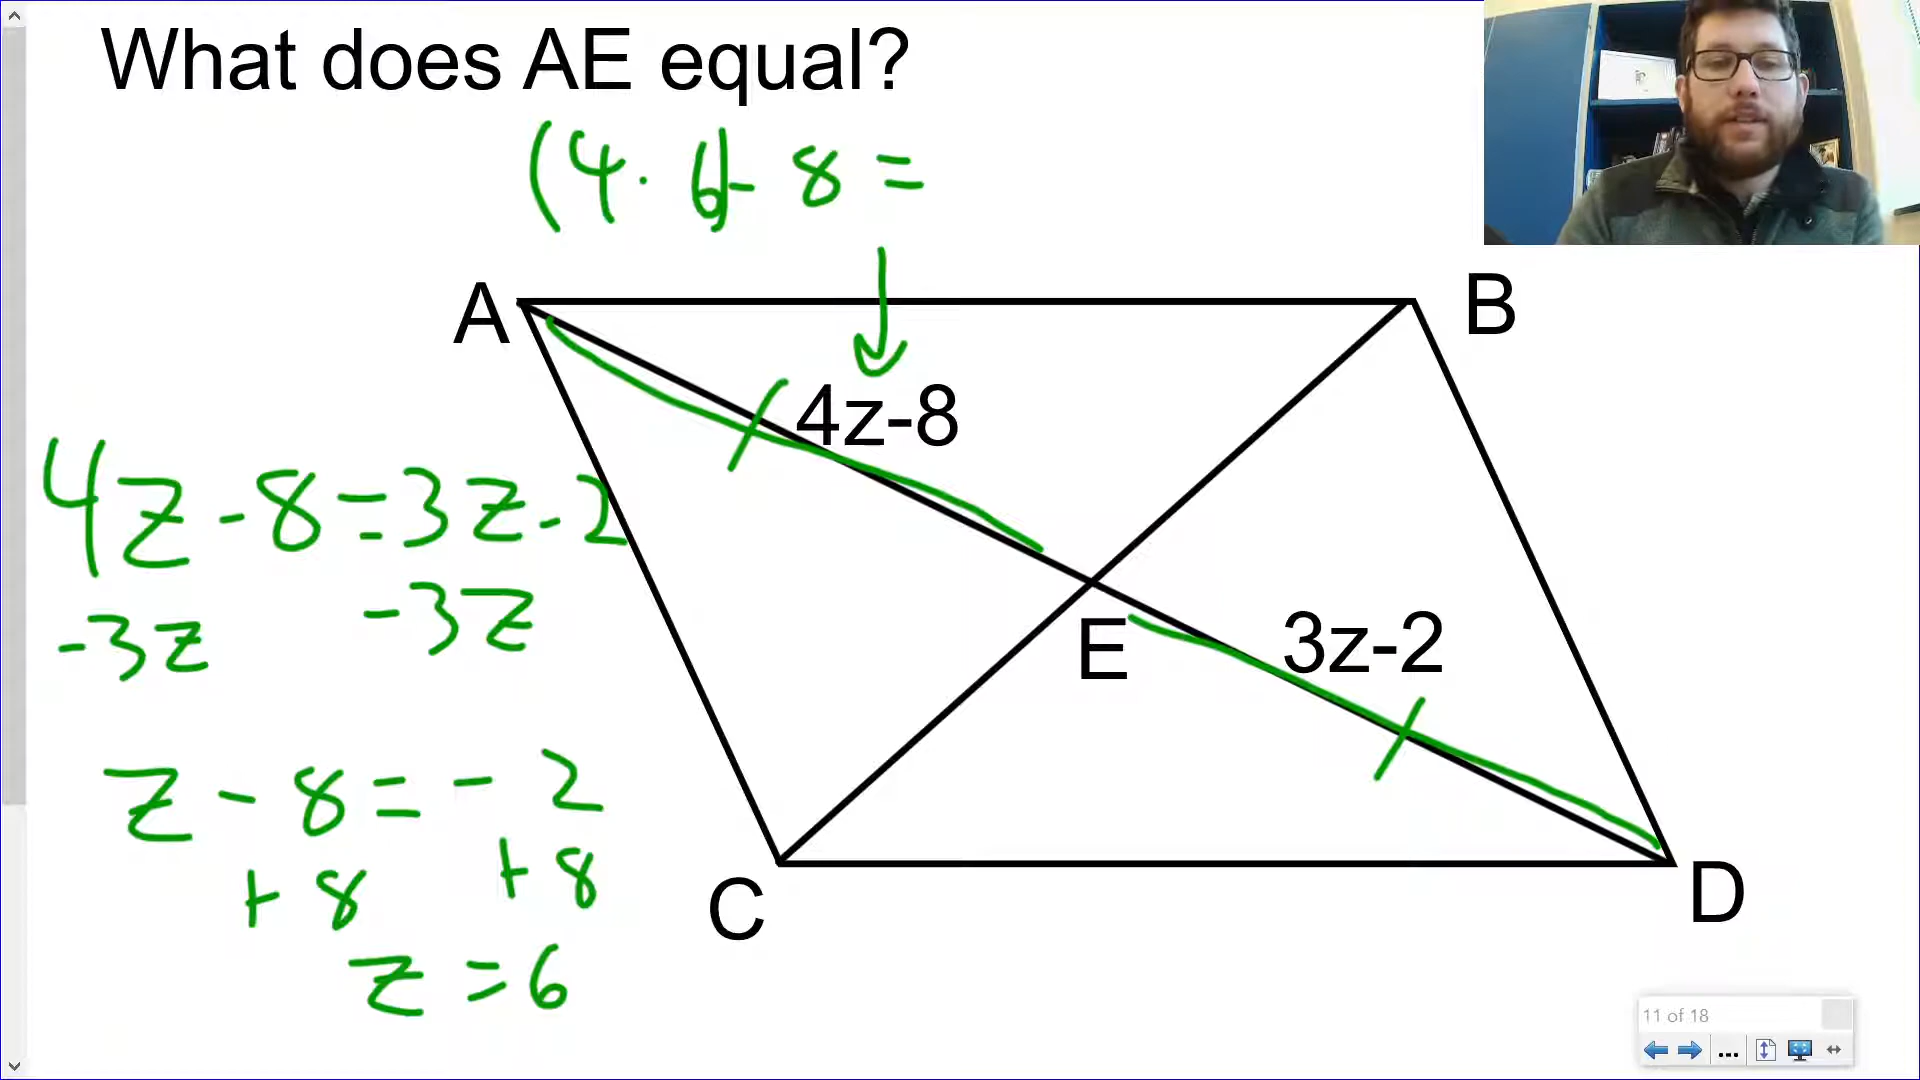 What does AE equal?
(4 · 6) - 8 =
A
B
4z-8
4z - 8 = 3z - 2
-3z -3z
E
3z-2
z - 8 = - 2
+ 8 + 8
C
D
z = 6
11 of 18
...